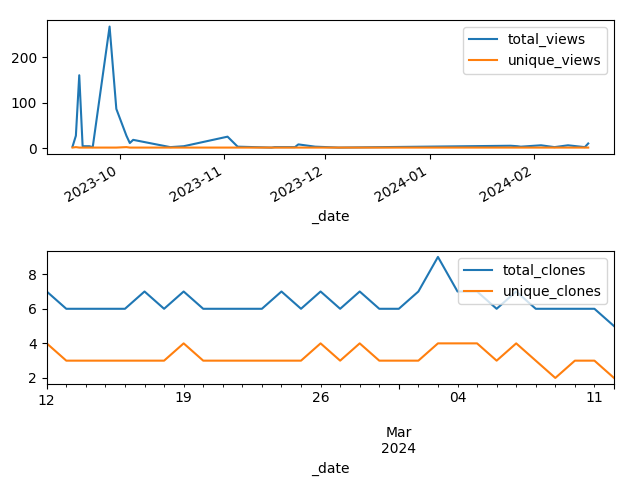 total_views
unique_views
200
100
0
2023-10
2023-11
2023-12
2024-01
2024-02
_date
total_clones
unique_clones
8
6
4
2
12
19
26
04
11
Mar
2024
_date